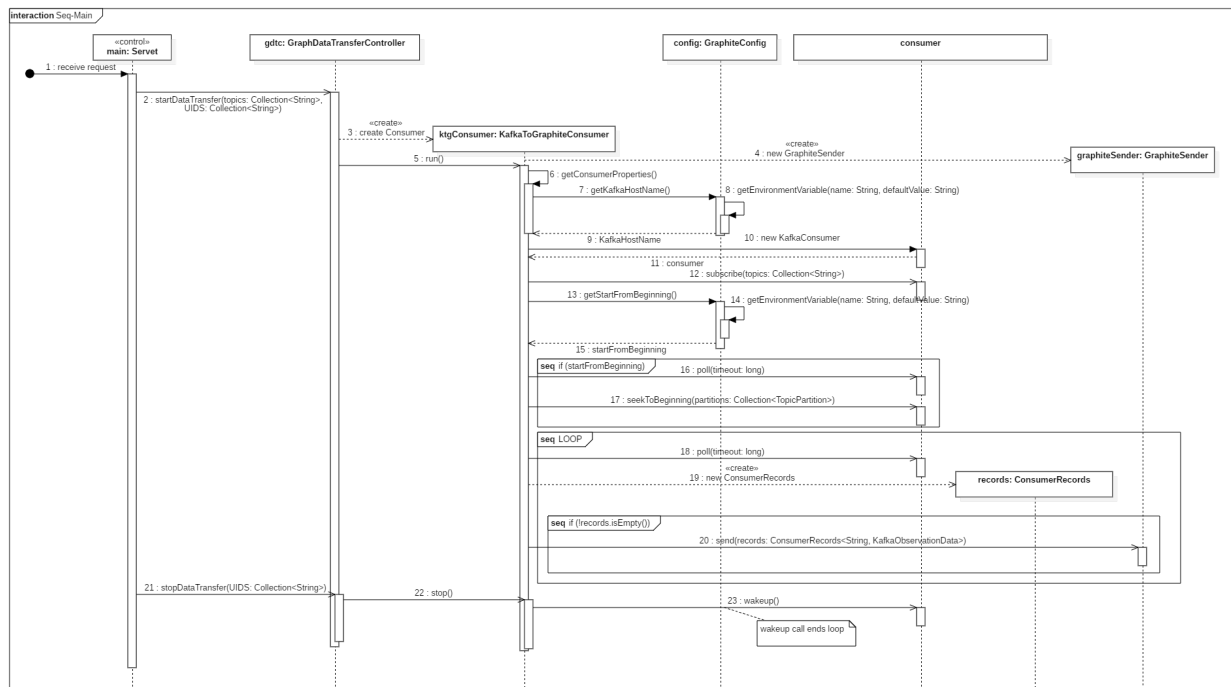 interaction Seq-Main
«control»
main: Servet
gdtc: GraphDataTransferController
config: GraphiteConfig
consumer
1 : receive request
2 : startDataTransfer(topics: Collection<String>,
UIDS: Collection<String>)
«create»
3 : create Consumer
ktgConsumer: KafkaToGraphiteConsumer
«create»
4 : new GraphiteSender
graphiteSender: GraphiteSender
5 : run()
6 : getConsumerProperties()
7 : getKafkaHostName()
8 : getEnvironmentVariable(name: String, defaultValue: String)
9 : KafkaHostName
10 : new KafkaConsumer
11 : consumer
12 : subscribe(topics: Collection<String>)
13 : getStartFromBeginning()
14 : getEnvironmentVariable(name: String, defaultValue: String)
15 : startFromBeginning
seq if (startFromBeginning)
16 : poll(timeout: long)
17 : seekToBeginning(partitions: Collection<TopicPartition>)
seq LOOP
18 : poll(timeout: long)
«create»
19 : new ConsumerRecords
records: ConsumerRecords
seq if (!records.isEmpty())
20 : send(records: ConsumerRecords<String, KafkaObservationData>)
21 : stopDataTransfer(UIDS: Collection<String>)
22 : stop()
23 : wakeup()
wakeup call ends loop